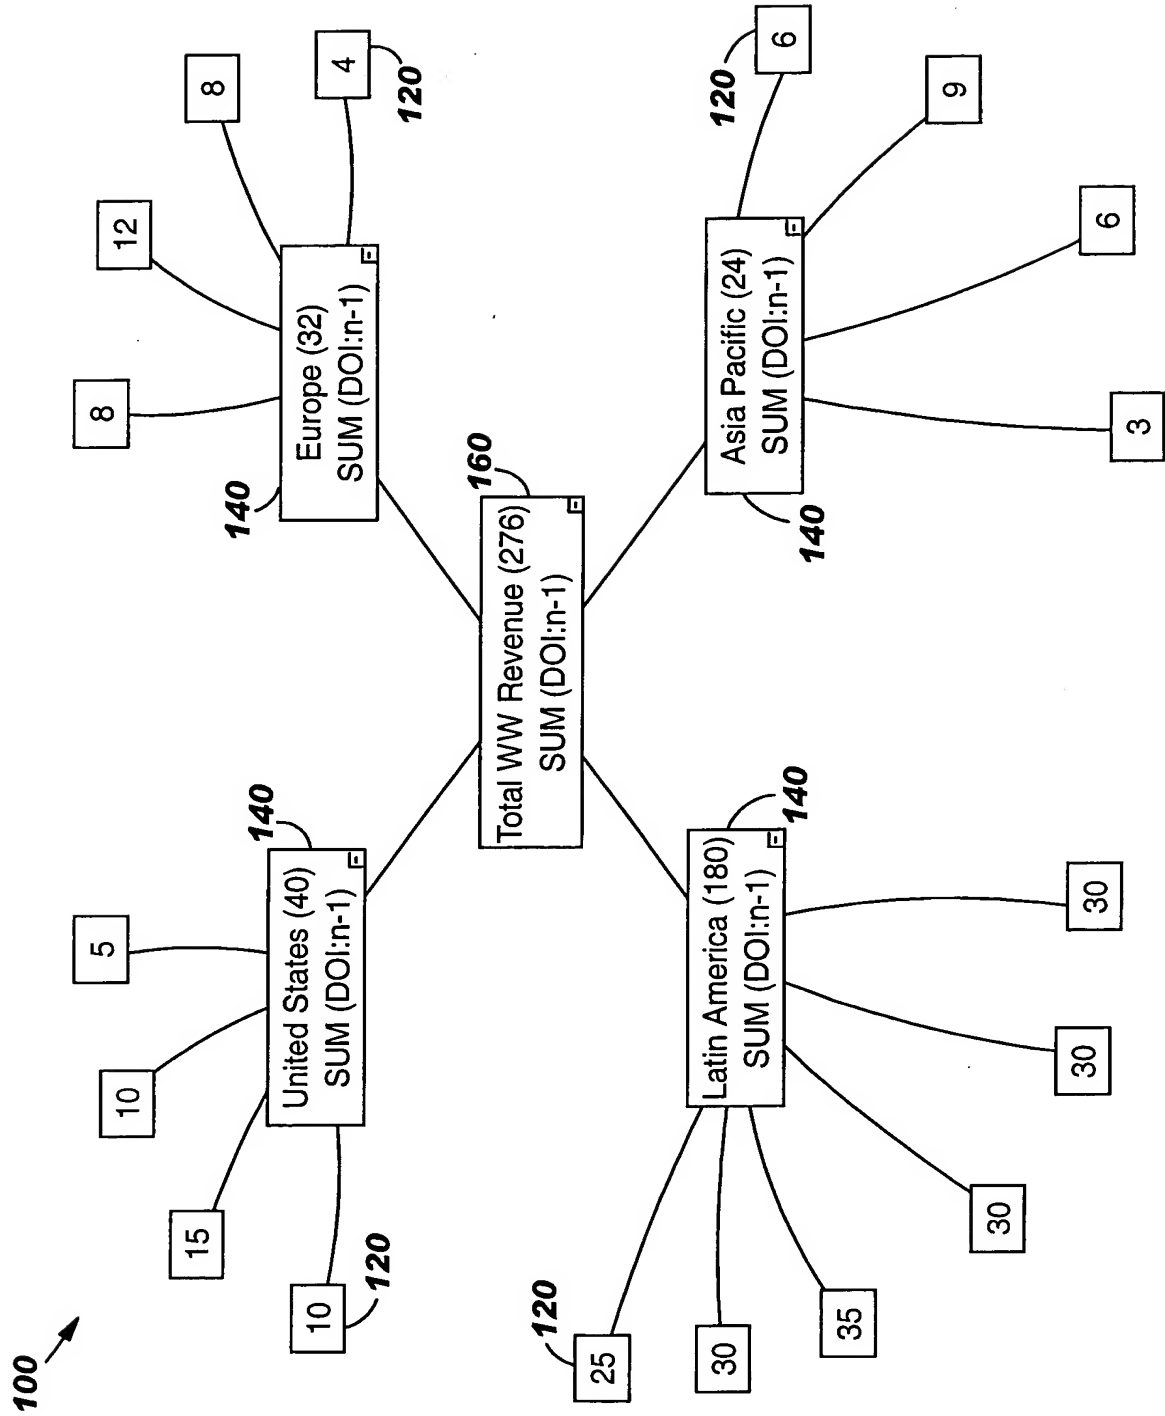 100
10
120
15
10
5
140
United States (40)
SUM (DOI:n-1)
8
12
8
4
120
140
Europe (32)
SUM (DOI:n-1)
160
Total WW Revenue (276)
SUM (DOI:n-1)
140
Latin America (180)
SUM (DOI:n-1)
120
25
30
35
30
30
30
140
Asia Pacific (24)
SUM (DOI:n-1)
120
6
9
6
3